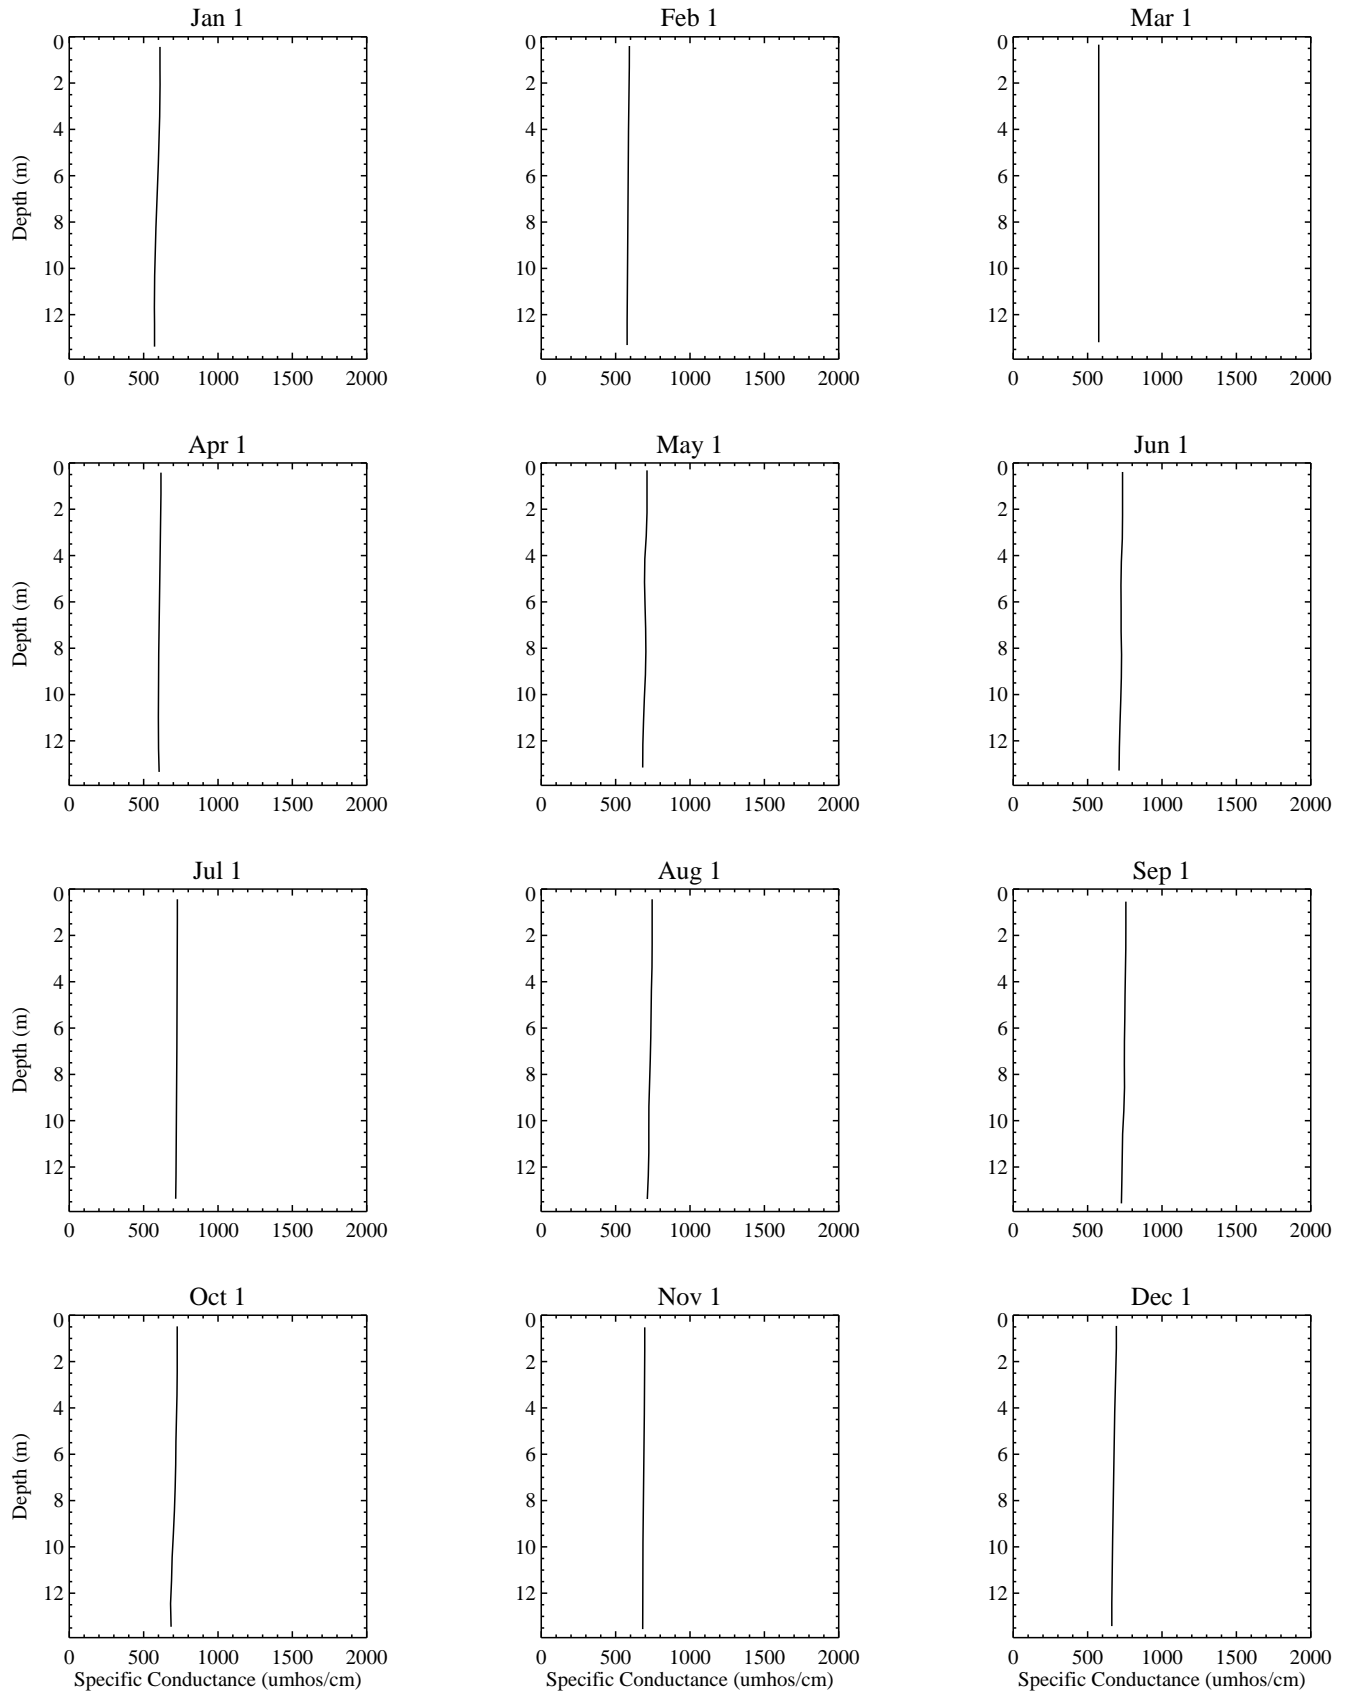 Jan 1 Feb 1 Mar 1
0 0 0
2 2 2
4 4 4
Depth (m) 6 6 6
8 8 8
10 10 10
12 12 12
0 500 1000 1500 2000 0 500 1000 1500 2000 0 500 1000 1500 2000
Apr 1 May 1 Jun 1
0 0 0
2 2 2
4 4 4
Depth (m) 6 6 6
8 8 8
10 10 10
12 12 12
0 500 1000 1500 2000 0 500 1000 1500 2000 0 500 1000 1500 2000
Jul 1 Aug 1 Sep 1
0 0 0
2 2 2
4 4 4
Depth (m) 6 6 6
8 8 8
10 10 10
12 12 12
0 500 1000 1500 2000 0 500 1000 1500 2000 0 500 1000 1500 2000
Oct 1 Nov 1 Dec 1
0 0 0
2 2 2
4 4 4
Depth (m) 6 6 6
8 8 8
10 10 10
12 12 12
0 500 1000 1500 2000 0 500 1000 1500 2000 0 500 1000 1500 2000
Specific Conductance (umhos/cm) Specific Conductance (umhos/cm) Specific Conductance (umhos/cm)